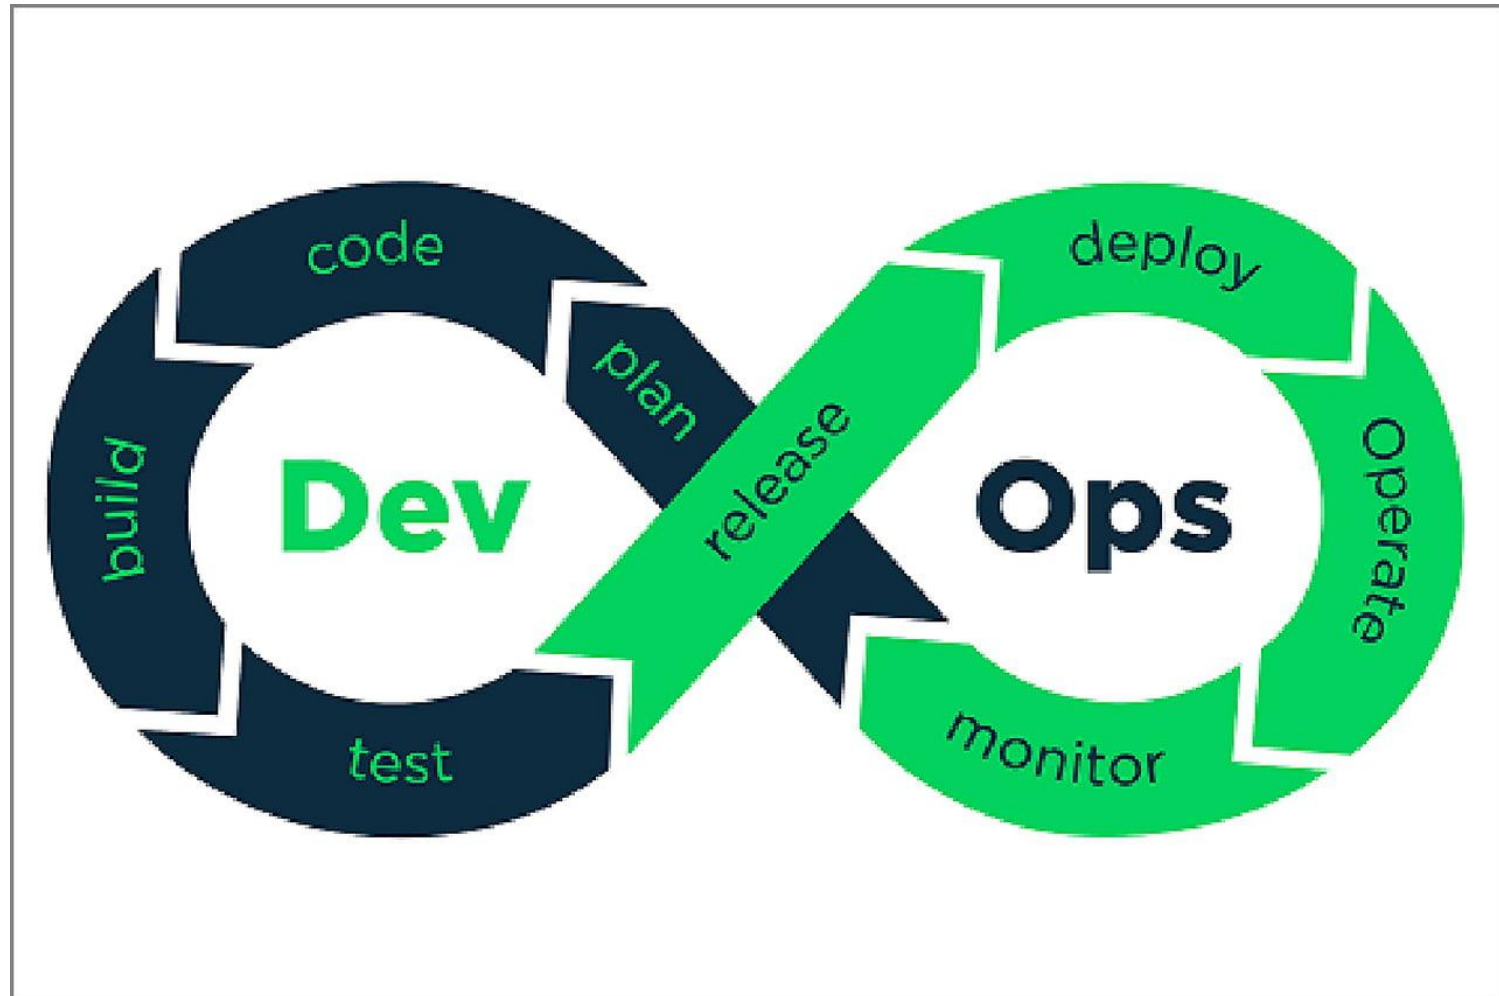 code
deploy
plan
release
build
Dev
Ops
Operate
test
monitor